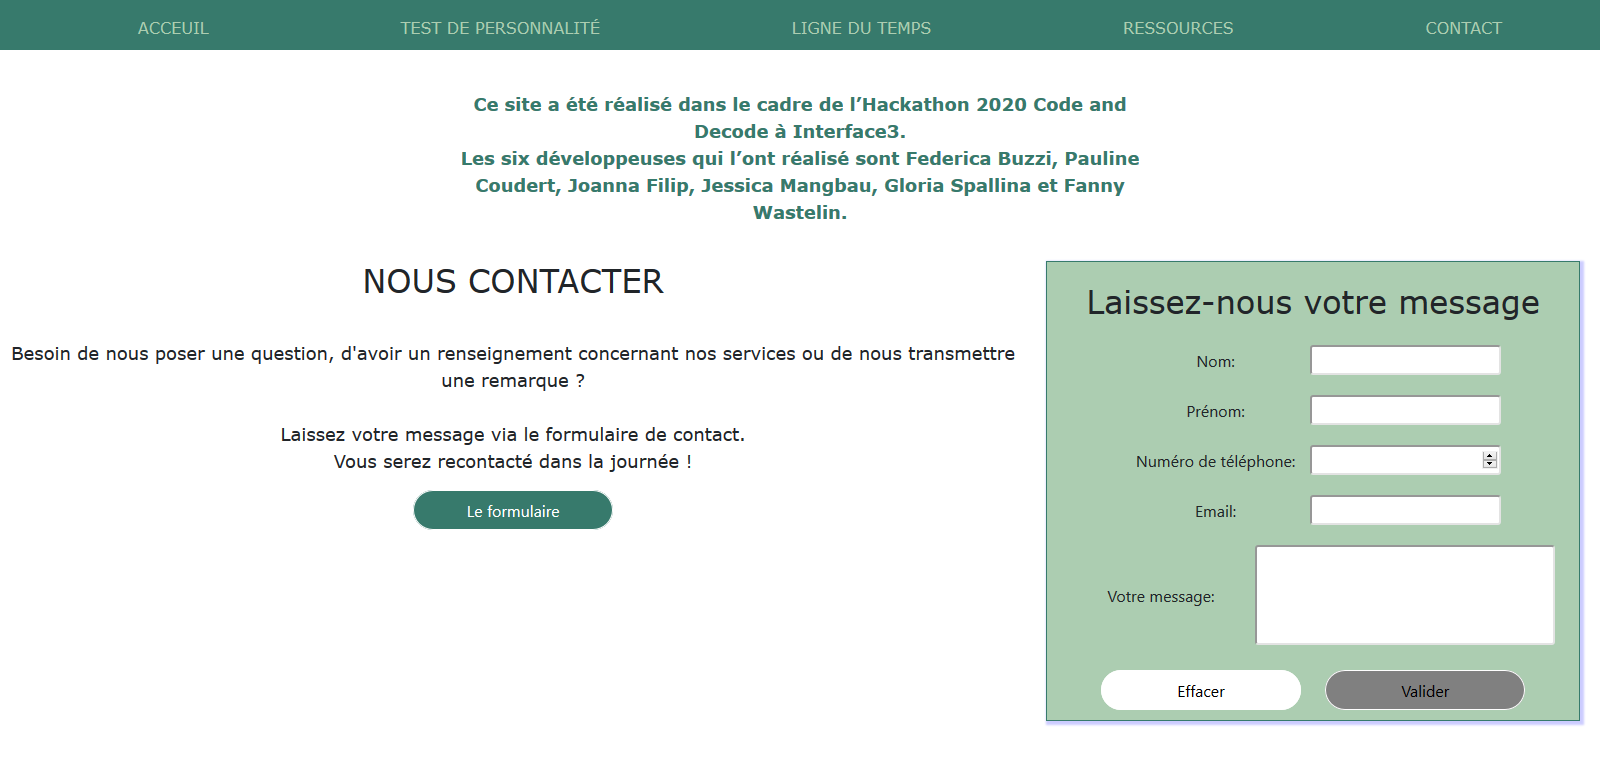 ACCEUIL TEST DE PERSONNALITÉ LIGNE DU TEMPS RESSOURCES CONTACT
Ce site a été réalisé dans le cadre de l’Hackathon 2020 Code and
Decode à Interface3.
Les six développeuses qui l’ont réalisé sont Federica Buzzi, Pauline
Coudert, Joanna Filip, Jessica Mangbau, Gloria Spallina et Fanny
Wastelin.
NOUS CONTACTER
Besoin de nous poser une question, d'avoir un renseignement concernant nos services ou de nous transmettre
une remarque ?
Laissez votre message via le formulaire de contact.
Vous serez recontacté dans la journée !
Le formulaire
Laissez-nous votre message
Nom:
Prénom:
Numéro de téléphone:
Email:
Votre message:
Effacer Valider